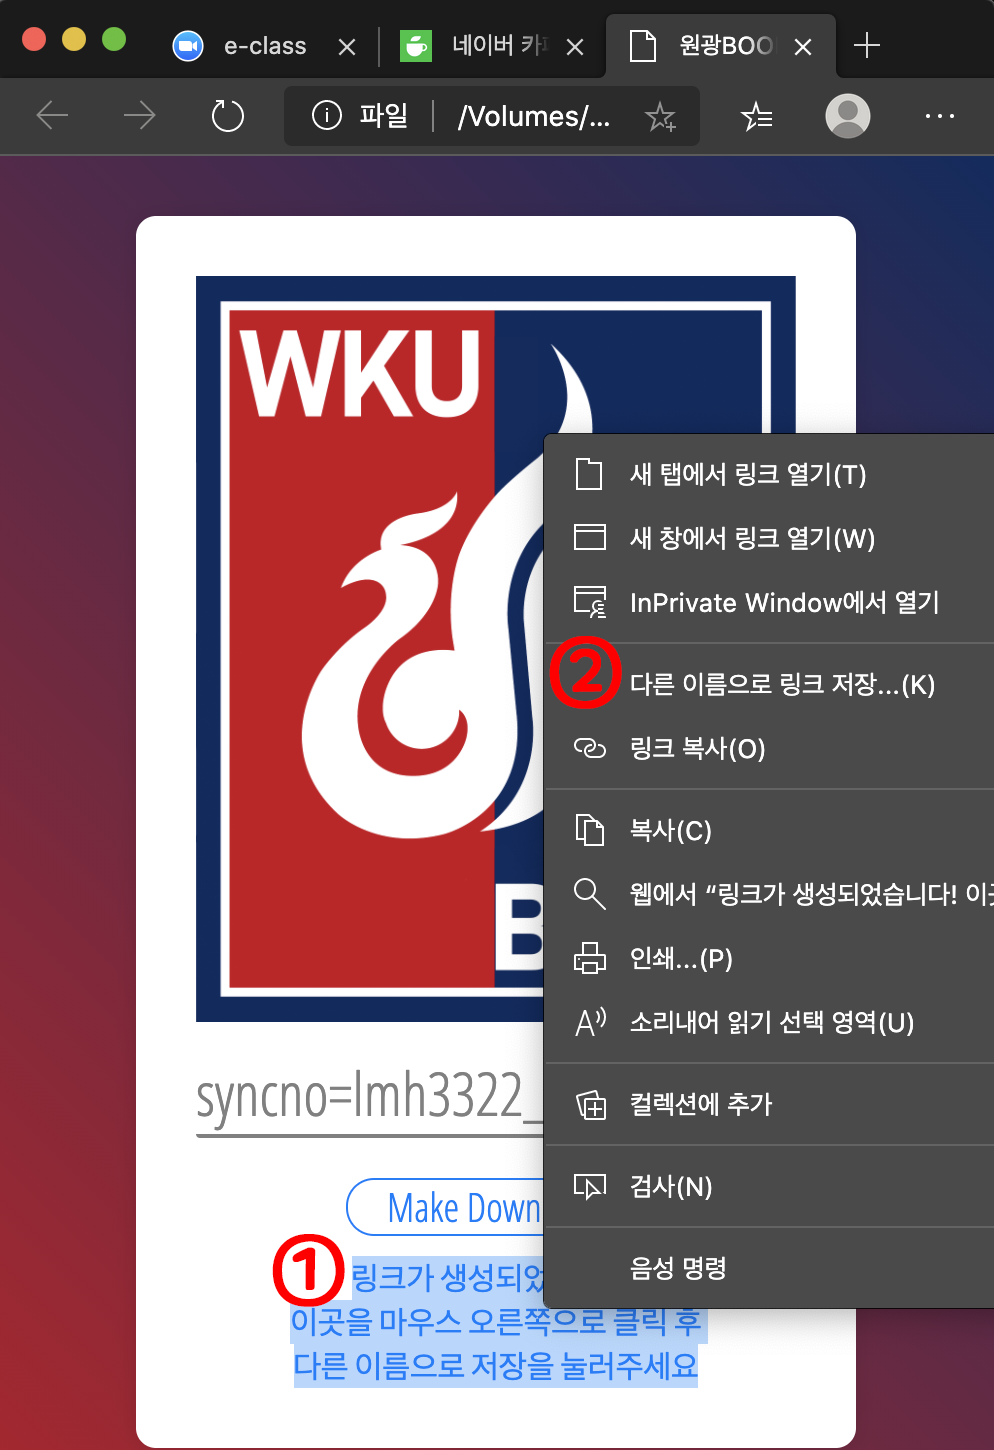 e-class
네이버 카
원광BOO
파일
/Volumes/...
WKU
새 탭에서 링크 열기(T)
새 창에서 링크 열기(W)
InPrivate Window에서 열기
②
다른 이름으로 링크 저장...(K)
링크 복사(O)
복사(C)
웹에서 “링크가 생성되었습니다! 이곳
인쇄...(P)
소리내어 읽기 선택 영역(U)
컬렉션에 추가
검사(N)
음성 명령
B
syncno=lmh3322_
Make Down
①
링크가 생성되었
이곳을 마우스 오른쪽으로 클릭 후
다른 이름으로 저장을 눌러주세요